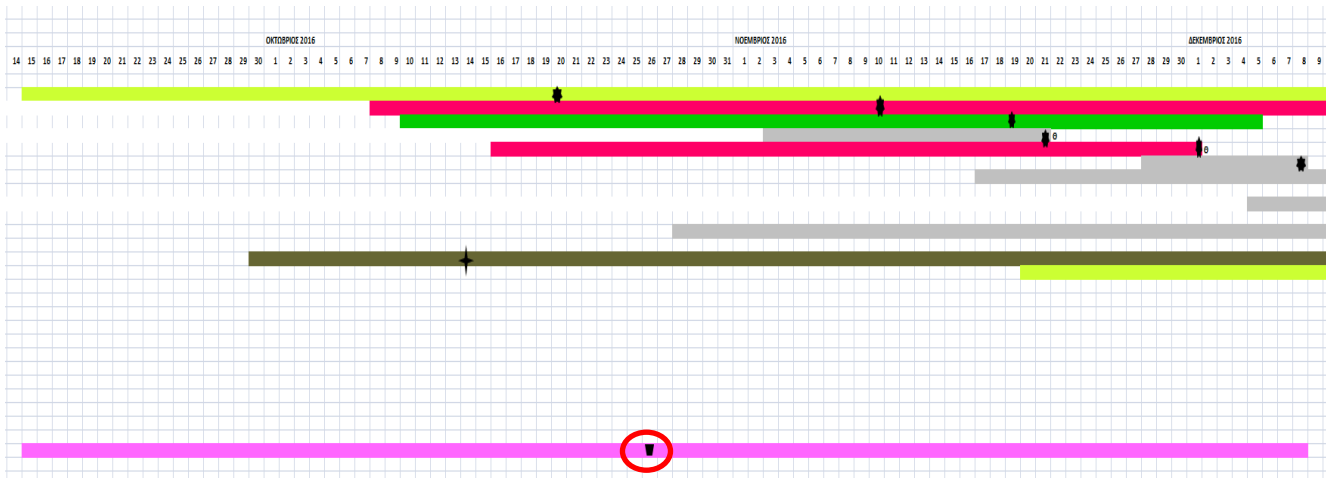 ΟΚΤΩΒΡΙΟΣ 2016 ΝΟΕΜΒΡΙΟΣ 2016 ΔΕΚΕΜΒΡΙΟΣ 2016
14 15 16 17 18 19 20 21 22 23 24 25 26 27 28 29 30 1 2 3 4 5 6 7 8 9 10 11 12 13 14 15 16 17 18 19 20 21 22 23 24 25 26 27 28 29 30 31 1 2 3 4 5 6 7 8 9 10 11 12 13 14 15 16 17 18 19 20 21 22 23 24 25 26 27 28 29 30 1 2 3 4 5 6 7 8 9
θ
θ